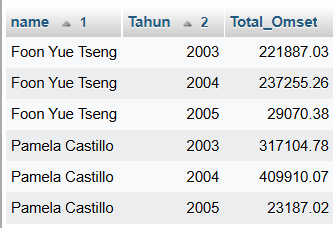 name 1 Tahun 2 Total_Omset
Foon Yue Tseng 2003 221887.03
Foon Yue Tseng 2004 237255.26
Foon Yue Tseng 2005 29070.38
Pamela Castillo 2003 317104.78
Pamela Castillo 2004 409910.07
Pamela Castillo 2005 23187.02